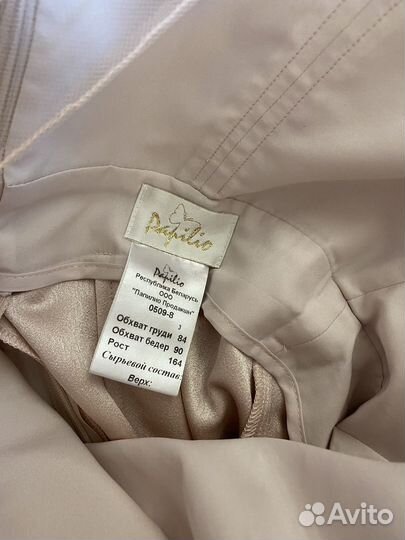 Papilio
Papilio
Республика Беларусь
ООО
"Папилио Продакшн"
0509-8
3
Обхват груди 84
Обхват бедер 90
Рост 164
Сырьевой состав:
Верх:
Avito